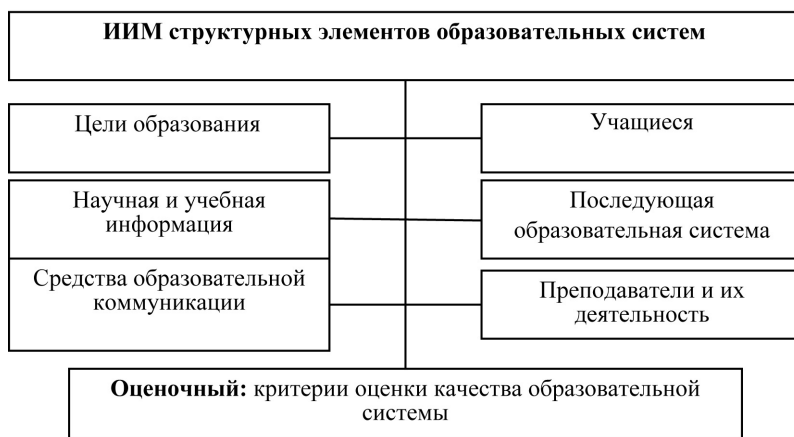 ИИМ структурных элементов образовательных систем
Цели образования
Учащиеся
Научная и учебная
информация
Последующая
образовательная система
Средства образовательной
коммуникации
Преподаватели и их
деятельность
Оценочный: критерии оценки качества образовательной
системы